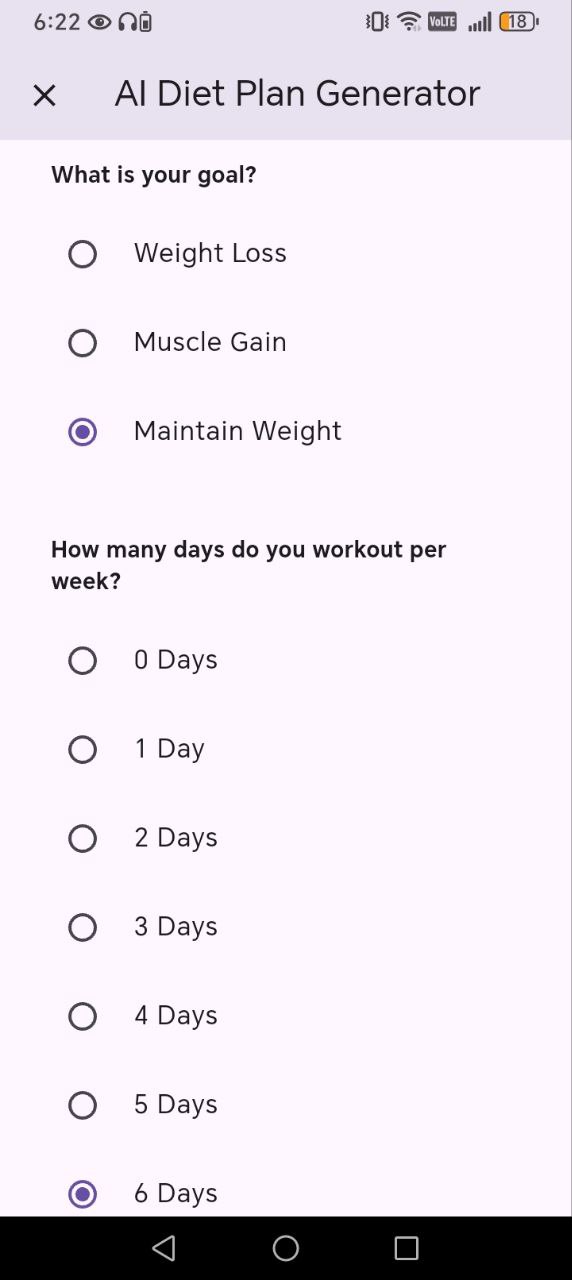 6:22
VoLTE
18
AI Diet Plan Generator
What is your goal?
Weight Loss
Muscle Gain
Maintain Weight
How many days do you workout per
week?
0 Days
1 Day
2 Days
3 Days
4 Days
5 Days
6 Days